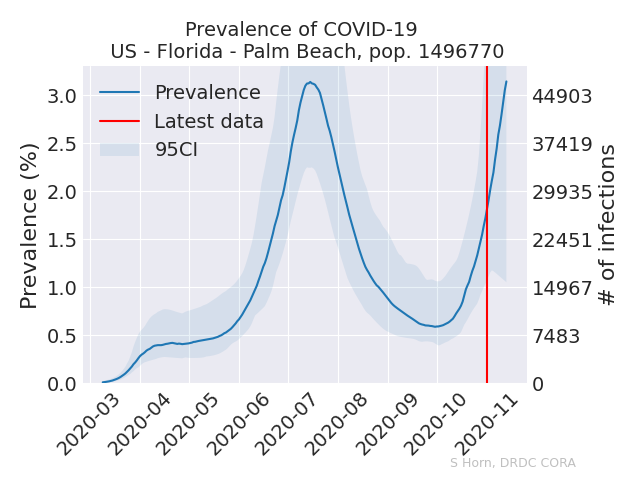 Prevalence of COVID-19
US - Florida - Palm Beach, pop. 1496770
Prevalence
Latest data
95CI
Prevalence (%)
3.0
2.5
2.0
1.5
1.0
0.5
0.0
44903
37419
29935
22451
14967
7483
0
# of infections
2020-03
2020-04
2020-05
2020-06
2020-07
2020-08
2020-09
2020-10
2020-11
S Horn, DRDC CORA